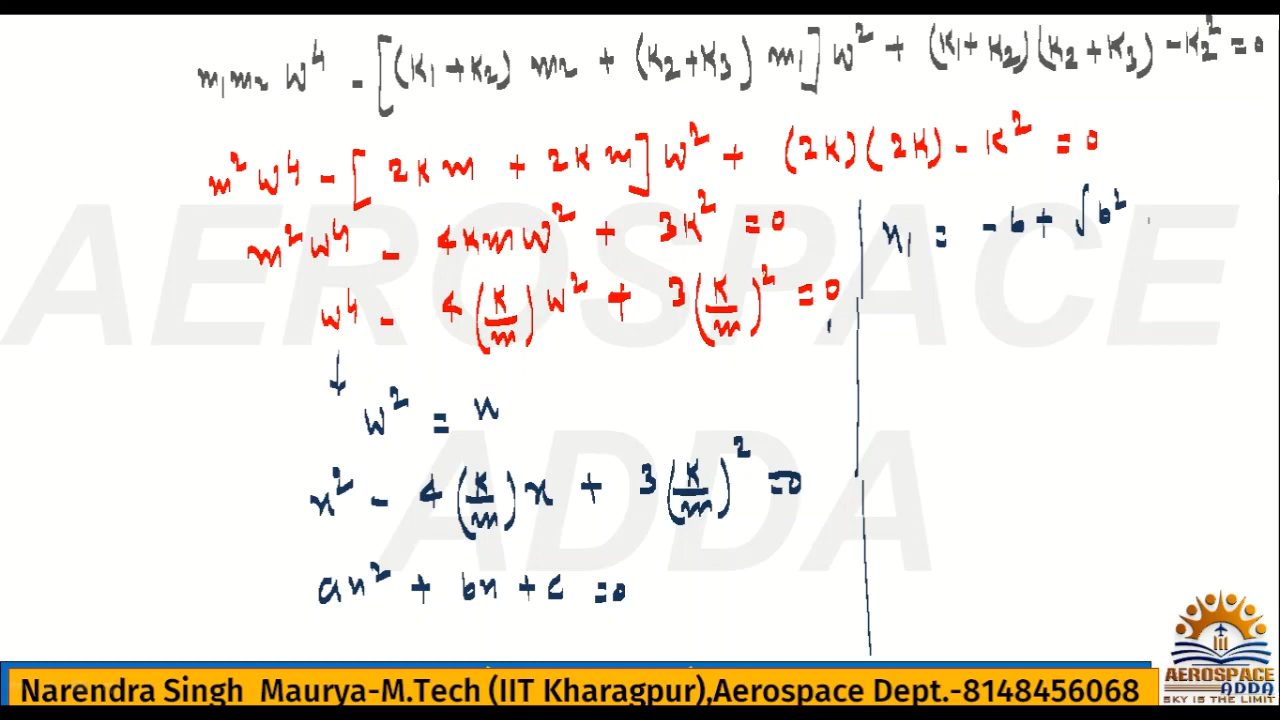 m₁m₂ w⁴ - [(k₁+k₂) m₂ + (k₂+k₃) m₁] w² + (k₁+k₂)(k₂+k₃) - k₂² = 0
m² w⁴ - [2km + 2km] w² + (2k)(2k) - k² = 0
m² w⁴ - 4km w² + 3k² = 0
w⁴ - 4(k/m) w² + 3(k/m)² = 0
↓
w² = x
x² - 4(k/m) x + 3(k/m)² = 0
ax² + bx + c = 0
x₁ = -b + √b²
AEROSPACE
ADDA
Narendra Singh Maurya-M.Tech (IIT Kharagpur),Aerospace Dept.-8148456068
AEROSPACE
ADDA
SKY IS THE LIMIT